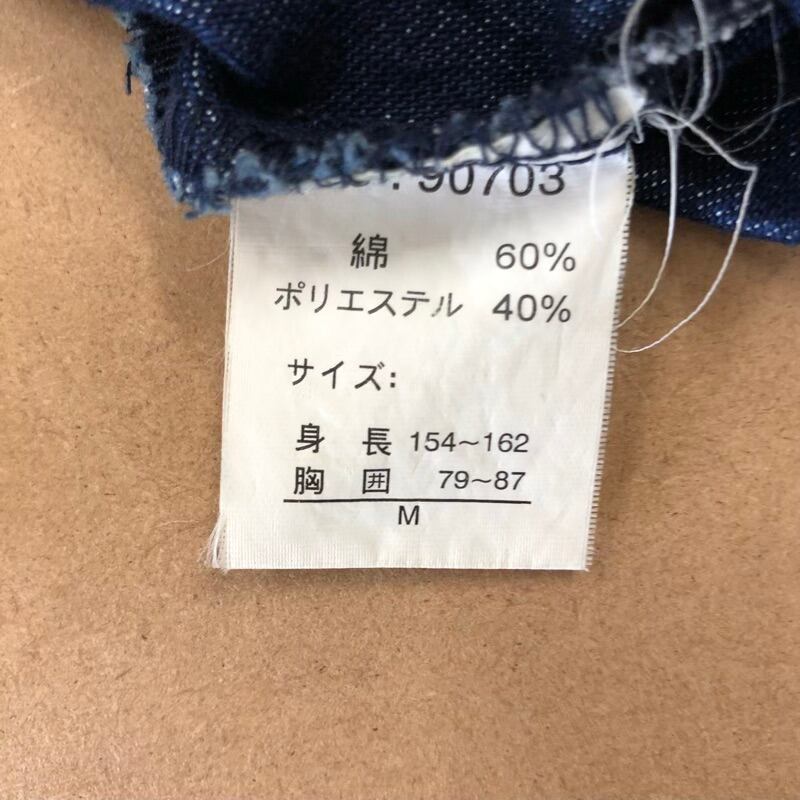 : 90703
綿 60%
ポリエステル 40%
サイズ:
身長 154~162
胸囲 79~87
M